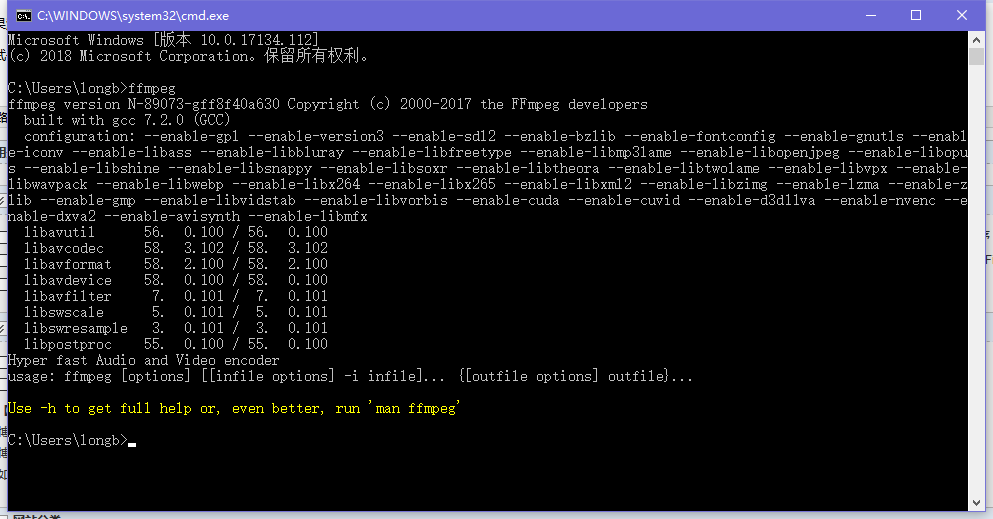 C:\WINDOWS\system32\cmd.exe
Microsoft Windows [版本 10.0.17134.112]
(c) 2018 Microsoft Corporation。保留所有权利。
C:\Users\longb>ffmpeg
ffmpeg version N-89073-gff8f40a630 Copyright (c) 2000-2017 the FFmpeg developers
built with gcc 7.2.0 (GCC)
configuration: --enable-gpl --enable-version3 --enable-sdl2 --enable-bzlib --enable-fontconfig --enable-gnutls --enabl
e-iconv --enable-libass --enable-libbluray --enable-libfreetype --enable-libmp3lame --enable-libopenjpeg --enable-libopu
s --enable-libshine --enable-libsnappy --enable-libsoxr --enable-libtheora --enable-libtwolame --enable-libvpx --enable-
libwavpack --enable-libwebp --enable-libx264 --enable-libx265 --enable-libxml2 --enable-libzimg --enable-lzma --enable-z
lib --enable-gmp --enable-libvidstab --enable-libvorbis --enable-cuda --enable-cuvid --enable-d3d11va --enable-nvenc --e
nable-dxva2 --enable-avisynth --enable-libmfx
libavutil 56. 0.100 / 56. 0.100
libavcodec 58. 3.102 / 58. 3.102
libavformat 58. 2.100 / 58. 2.100
libavdevice 58. 0.100 / 58. 0.100
libavfilter 7. 0.101 / 7. 0.101
libswscale 5. 0.101 / 5. 0.101
libswresample 3. 0.101 / 3. 0.101
libpostproc 55. 0.100 / 55. 0.100
Hyper fast Audio and Video encoder
usage: ffmpeg [options] [[infile options] -i infile]... {[outfile options] outfile}...
Use -h to get full help or, even better, run 'man ffmpeg'
C:\Users\longb>